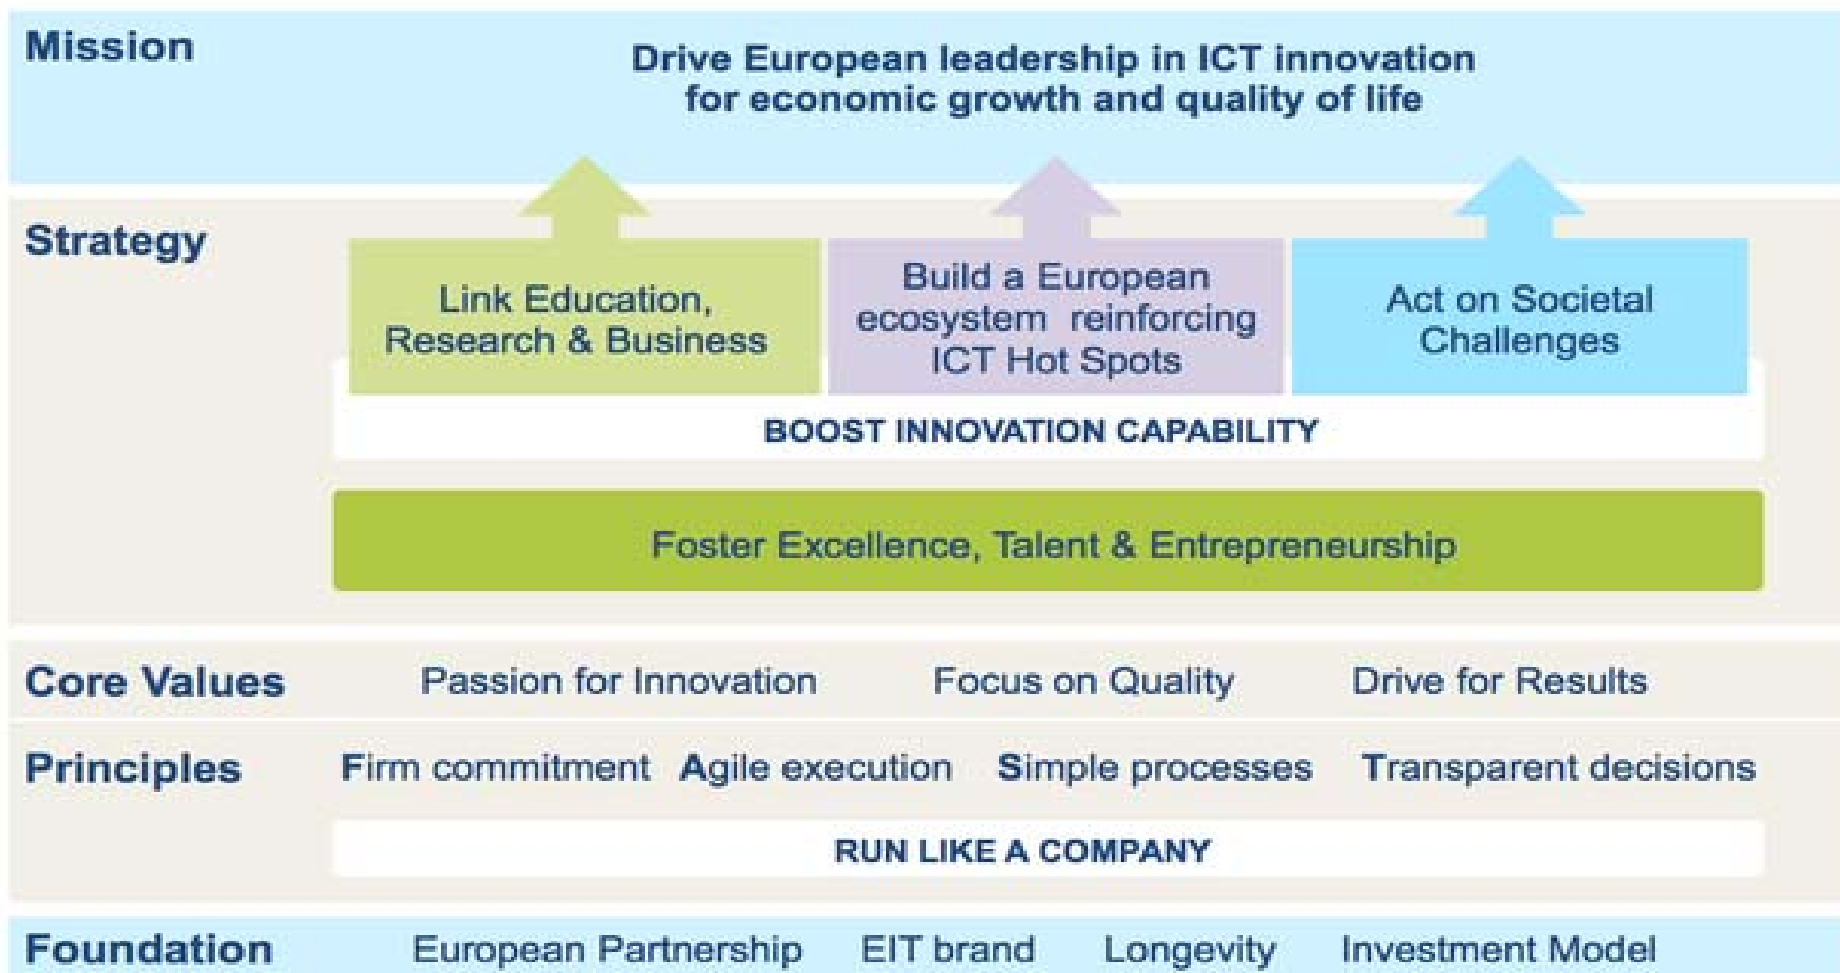 Mission
Drive European leadership in ICT innovation
for economic growth and quality of life
Strategy
Link Education,
Research & Business
Build a European
ecosystem reinforcing
ICT Hot Spots
Act on Societal
Challenges
BOOST INNOVATION CAPABILITY
Foster Excellence, Talent & Entrepreneurship
Core Values Passion for Innovation Focus on Quality Drive for Results
Principles Firm commitment Agile execution Simple processes Transparent decisions
RUN LIKE A COMPANY
Foundation European Partnership EIT brand Longevity Investment Model